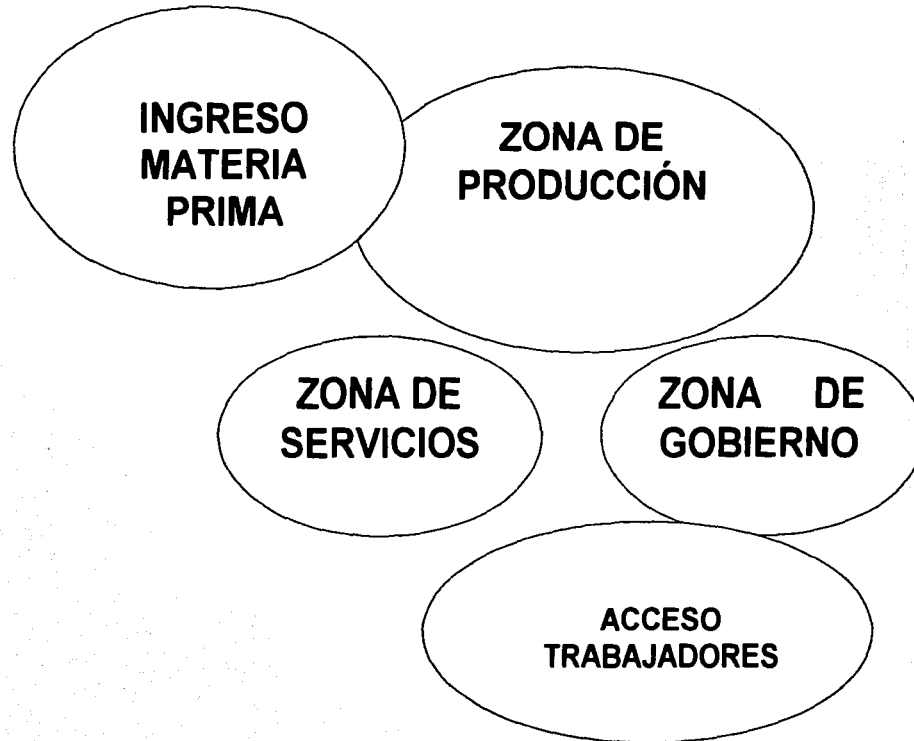 INGRESO
MATERIA
PRIMA
ZONA DE
PRODUCCIÓN
ZONA DE
SERVICIOS
ZONA DE
GOBIERNO
ACCESO
TRABAJADORES